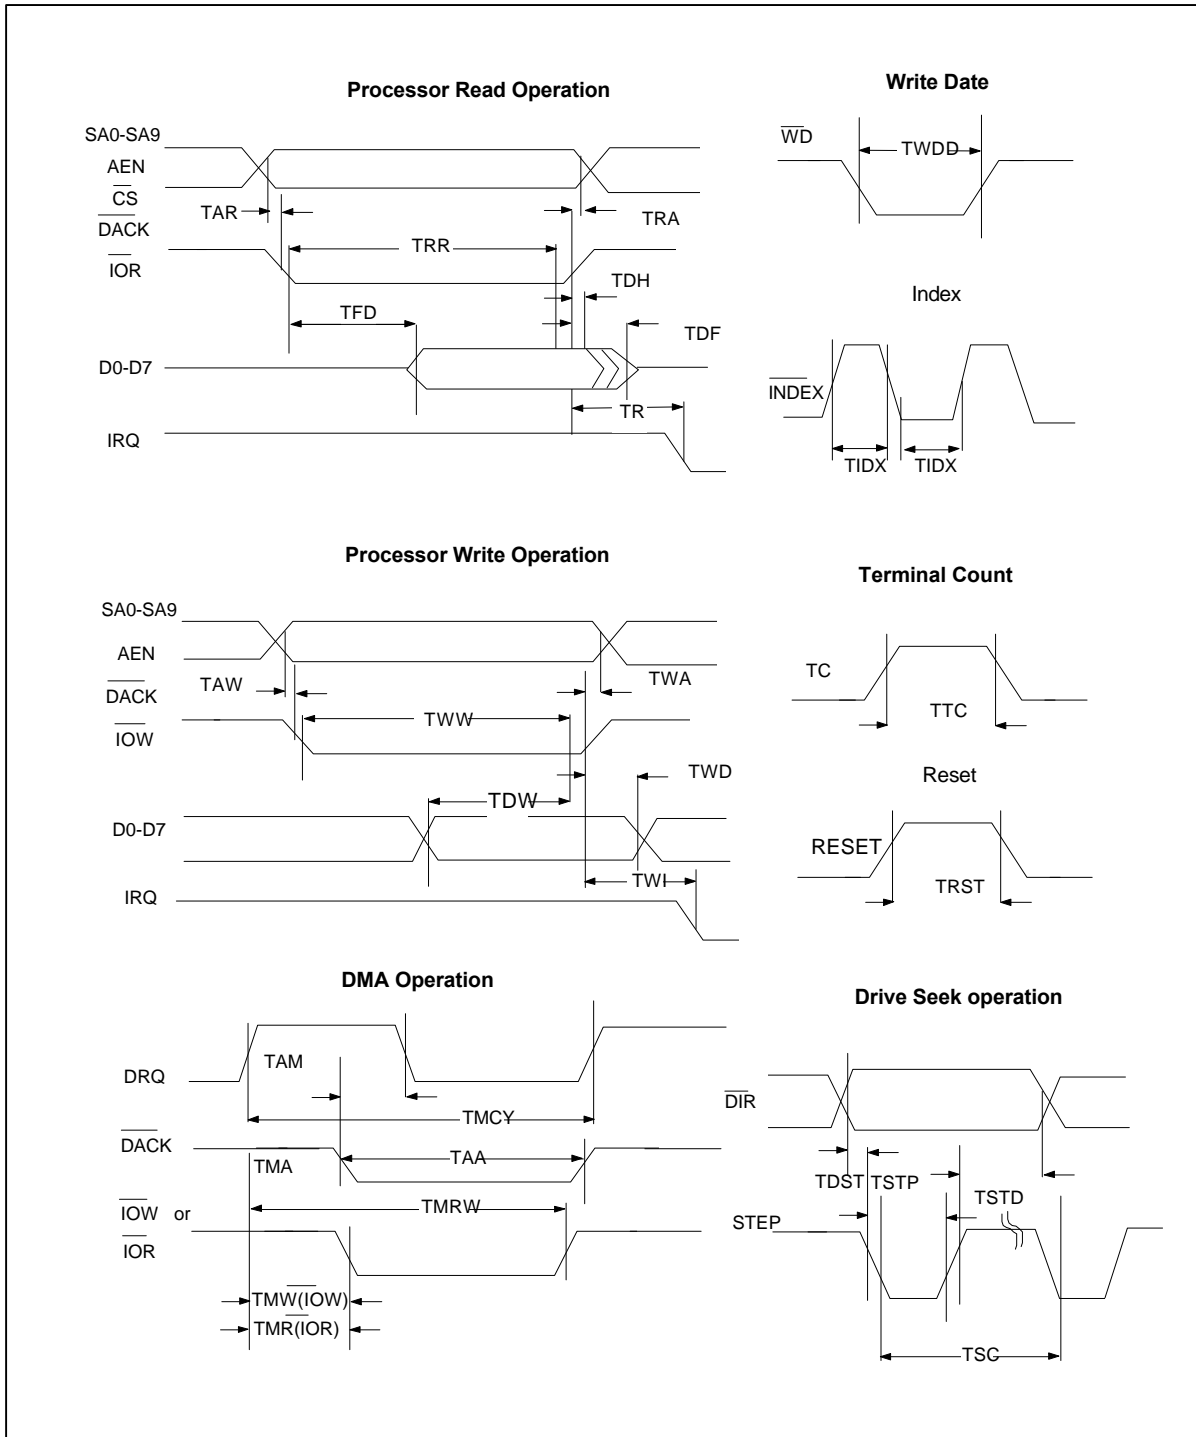 Processor Read Operation
SA0-SA9
AEN
CS
DACK
IOR
TAR
TRA
TRR
TDH
TFD
TDF
D0-D7
TR
IRQ
Write Date
WD
TWDD
Index
INDEX
TIDX
TIDX
Processor Write Operation
SA0-SA9
AEN
DACK
IOW
TAW
TWA
TWW
TWD
TDW
D0-D7
TWI
IRQ
Terminal Count
TC
TTC
Reset
RESET
TRST
DMA Operation
DRQ
TAM
TMCY
DACK
TMA
TAA
TMRW
IOW or
IOR
TMW(IOW)
TMR(IOR)
Drive Seek operation
DIR
TDST
TSTP
TSTD
STEP
TSC